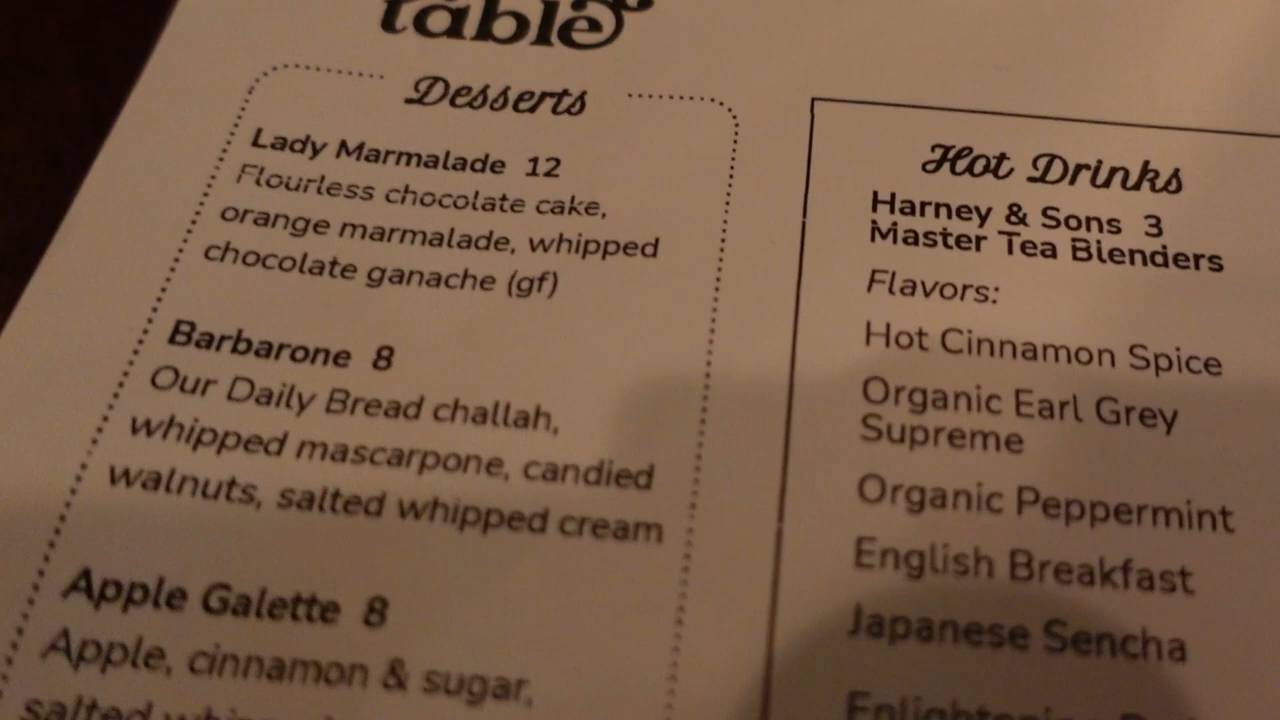 table
Desserts
Lady Marmalade 12
Flourless chocolate cake,
orange marmalade, whipped
chocolate ganache (gf)
Barbarone 8
Our Daily Bread challah,
whipped mascarpone, candied
walnuts, salted whipped cream
Apple Galette 8
Apple, cinnamon & sugar,
salted
Hot Drinks
Harney & Sons 3
Master Tea Blenders
Flavors:
Hot Cinnamon Spice
Organic Earl Grey
Supreme
Organic Peppermint
English Breakfast
Japanese Sencha